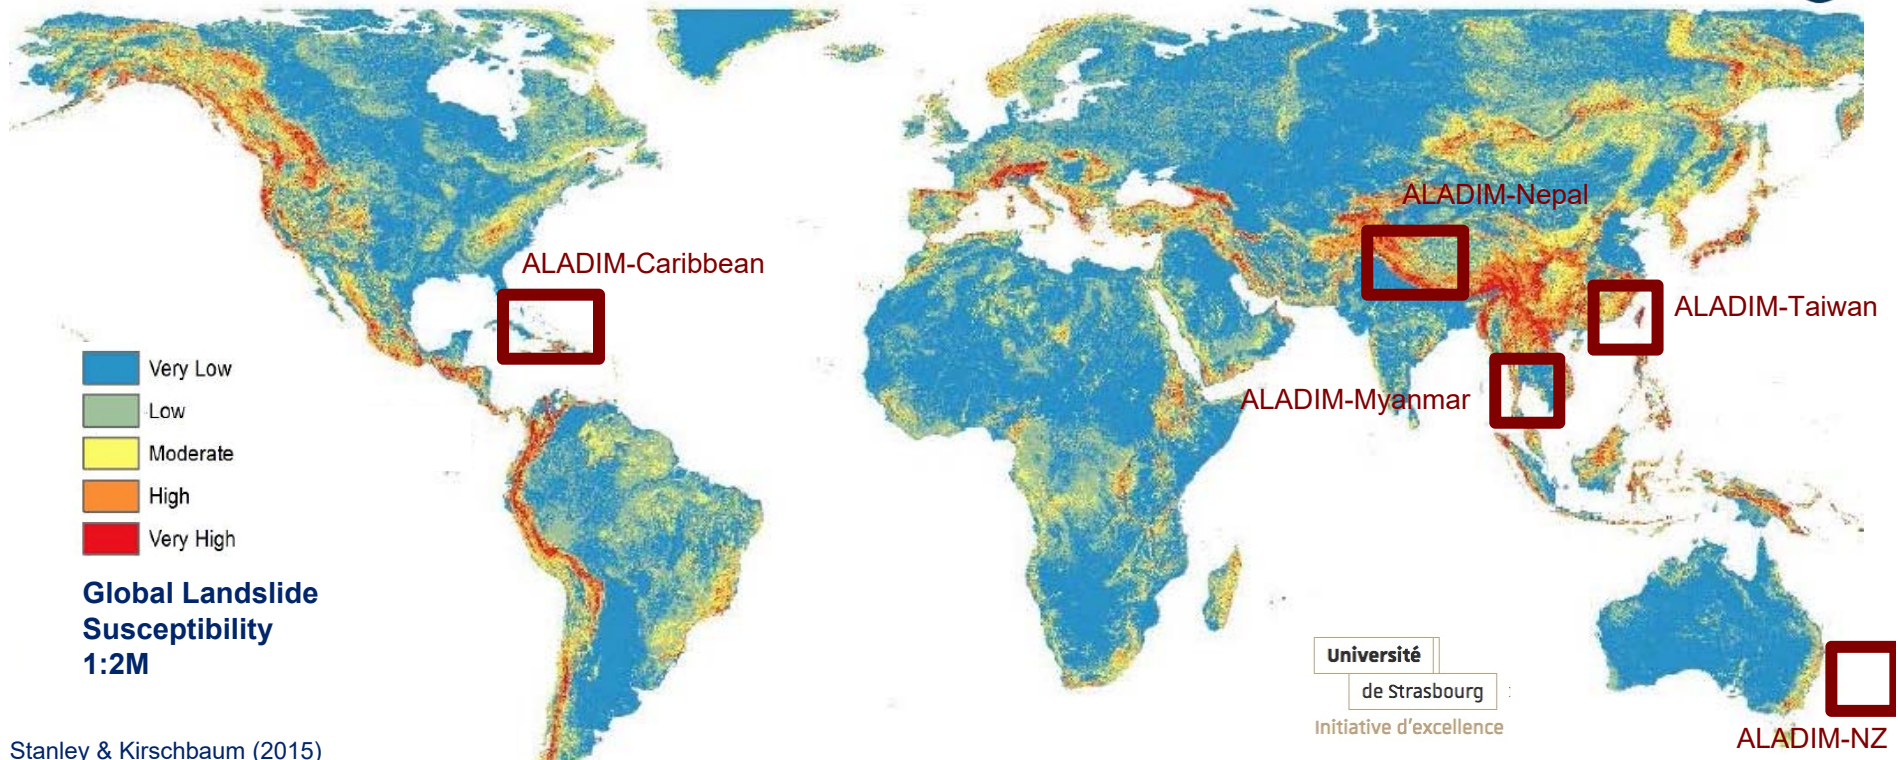 ALADIM-Nepal
ALADIM-Caribbean
ALADIM-Taiwan
ALADIM-Myanmar
Very Low
Low
Moderate
High
Very High
Global Landslide
Susceptibility
1:2M
Université
de Strasbourg
Initiative d'excellence
ALADIM-NZ
Stanley & Kirschbaum (2015)